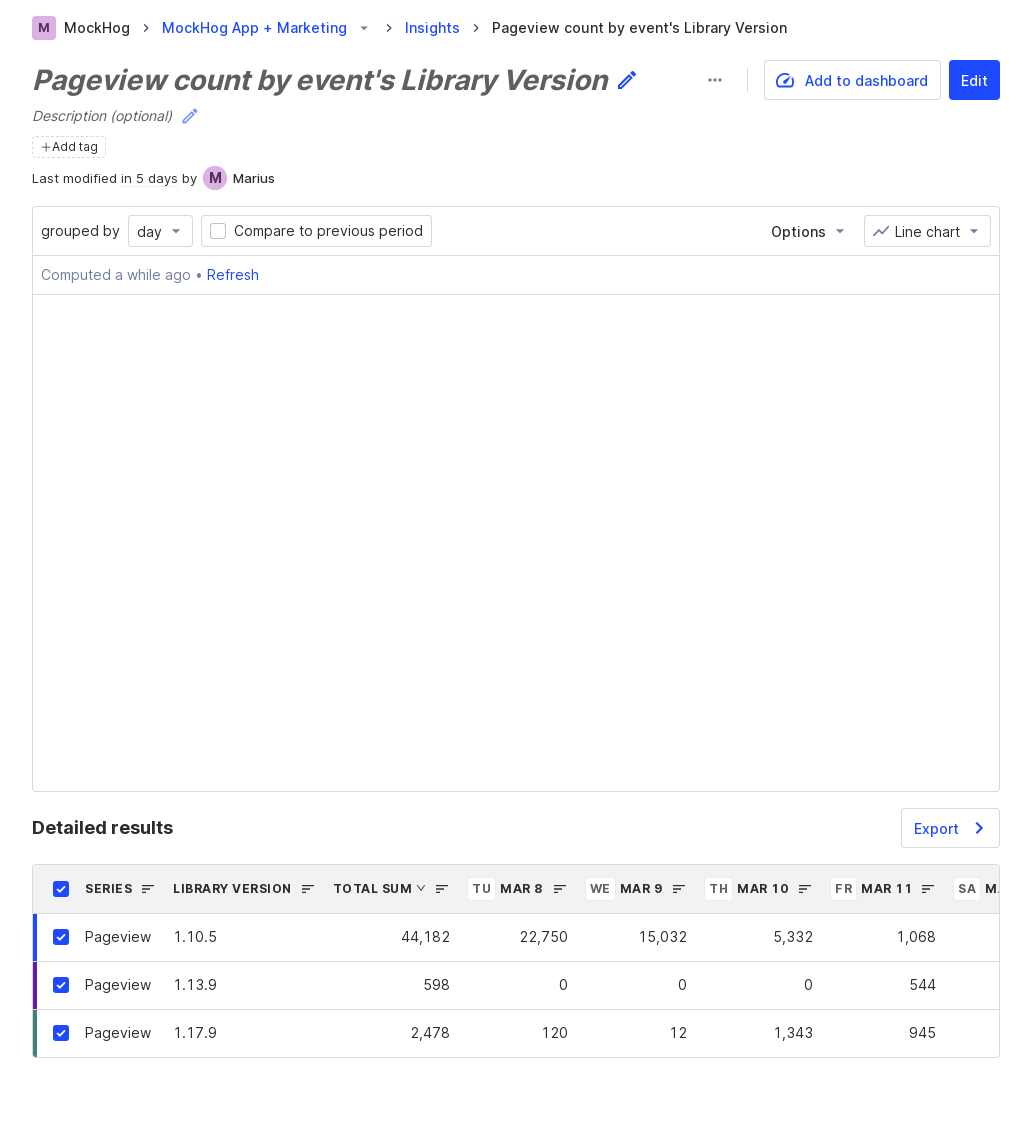 M MockHog MockHog App + Marketing Insights Pageview count by event's Library Version
Pageview count by event's Library Version
Add to dashboard Edit
Description (optional)
+Add tag
Last modified in 5 days by M Marius
grouped by day Compare to previous period Options Line chart
Computed a while ago • Refresh
Detailed results Export
SERIES LIBRARY VERSION TOTAL SUM TU MAR 8 WE MAR 9 TH MAR 10 FR MAR 11 SA
Pageview 1.10.5 44,182 22,750 15,032 5,332 1,068
Pageview 1.13.9 598 0 0 0 544
Pageview 1.17.9 2,478 120 12 1,343 945